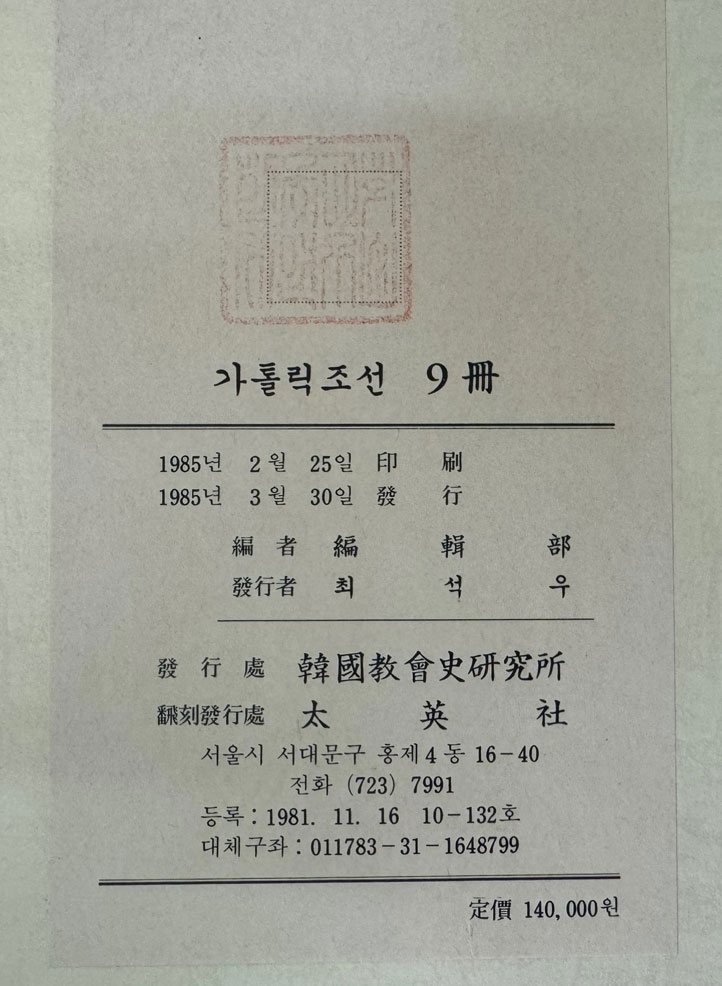 가톨릭조선 9冊
1985년 2월 25일 印 刷
1985년 3월 30일 發 行
編 者 編 輯 部
發行者 최 석 우
發 行 處 韓國敎會史硏究所
飜刻發行處 太 英 社
서울시 서대문구 홍제4동 16-40
전화 (723) 7991
등록 : 1981. 11. 16 10-132호
대체구좌 : 011783-31-1648799
定價 140,000원